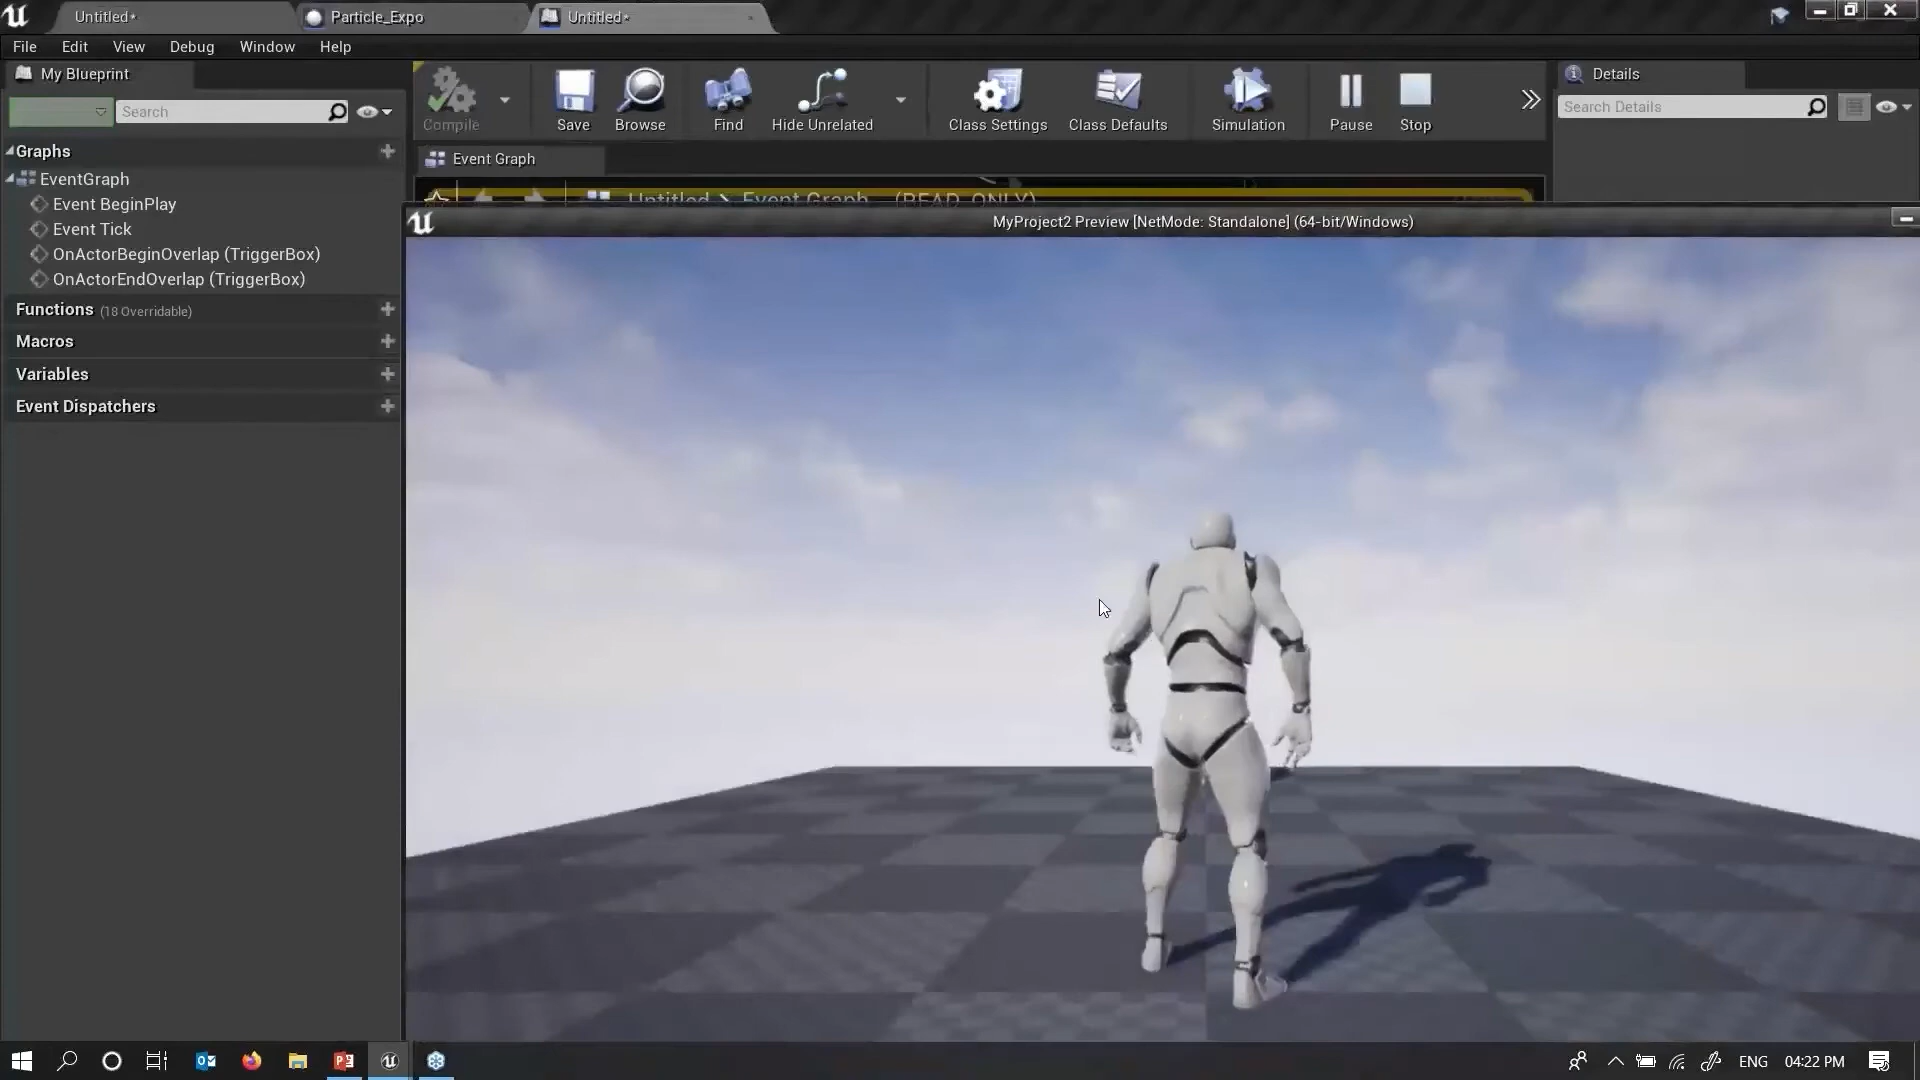 Untitled*
Particle_Expo
Untitled*
File Edit View Debug Window Help
My Blueprint
Search
Graphs
EventGraph
Event BeginPlay
Event Tick
OnActorBeginOverlap (TriggerBox)
OnActorEndOverlap (TriggerBox)
Functions (18 Overridable)
Macros
Variables
Event Dispatchers
Compile Save Browse Find Hide Unrelated Class Settings Class Defaults Simulation Pause Stop
Event Graph
Untitled > Event Graph (READ ONLY)
Details
Search Details
MyProject2 Preview [NetMode: Standalone] (64-bit/Windows)
ENG 04:22 PM